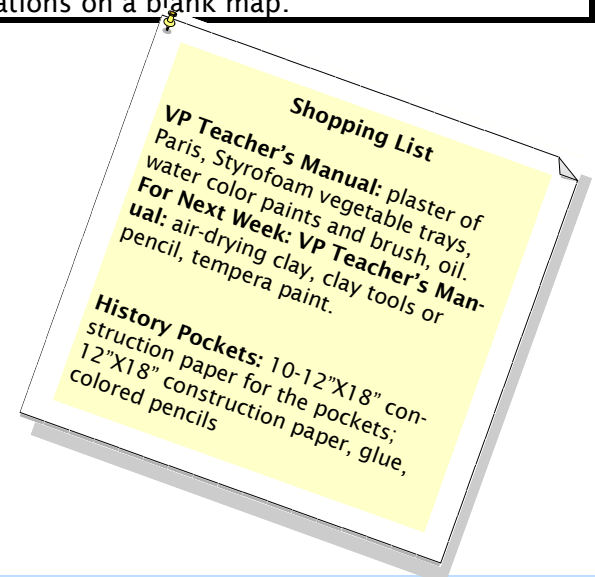 ations on a blank map.
Shopping List
VP Teacher’s Manual: plaster of
Paris, Styrofoam vegetable trays,
water color paints and brush, oil.
For Next Week: VP Teacher’s Man-
ual: air-drying clay, clay tools or
pencil, tempera paint.
History Pockets: 10-12”X18” con-
struction paper for the pockets;
12”X18” construction paper, glue,
colored pencils